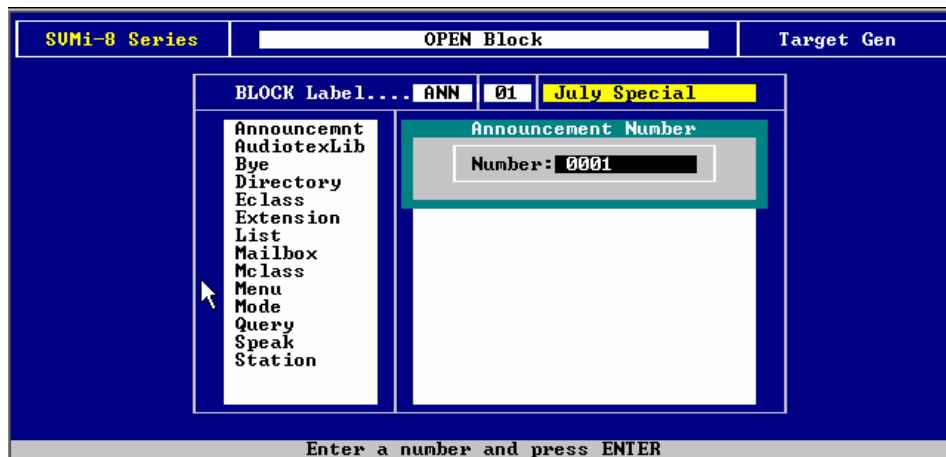 SVMi-8 Series OPEN Block Target Gen
BLOCK Label.... ANN 01 July Special
Announcemnt
AudiotexLib
Bye
Directory
Eclass
Extension
List
Mailbox
Mclass
Menu
Mode
Query
Speak
Station
Announcement Number
Number: 0001
Enter a number and press ENTER